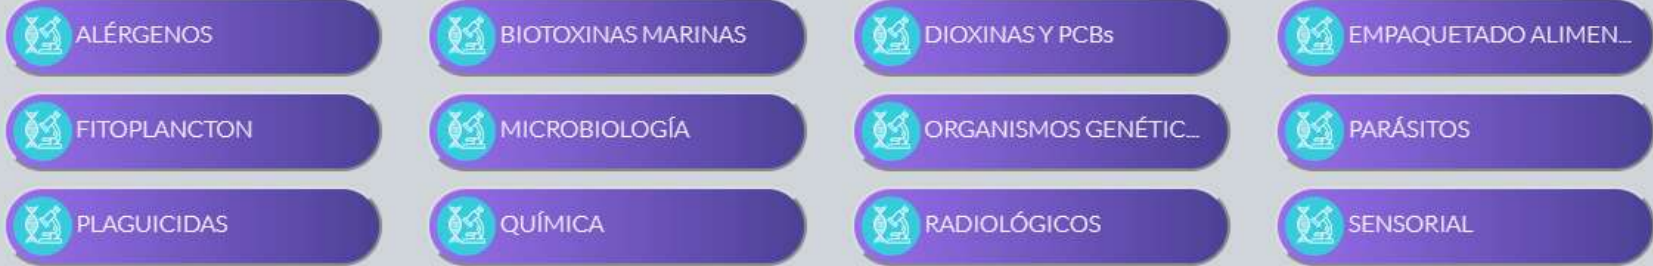 ALÉRGENOS
BIOTOXINAS MARINAS
DIOXINAS Y PCBs
EMPAQUETADO ALIMEN...
FITOPLANCTON
MICROBIOLOGÍA
ORGANISMOS GENÉTIC...
PARÁSITOS
PLAGUICIDAS
QUÍMICA
RADIOLÓGICOS
SENSORIAL